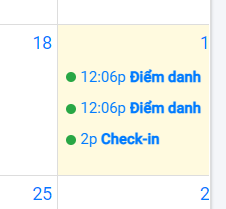 18 1
12:06p Điểm danh
12:06p Điểm danh
2p Check-in
25 2